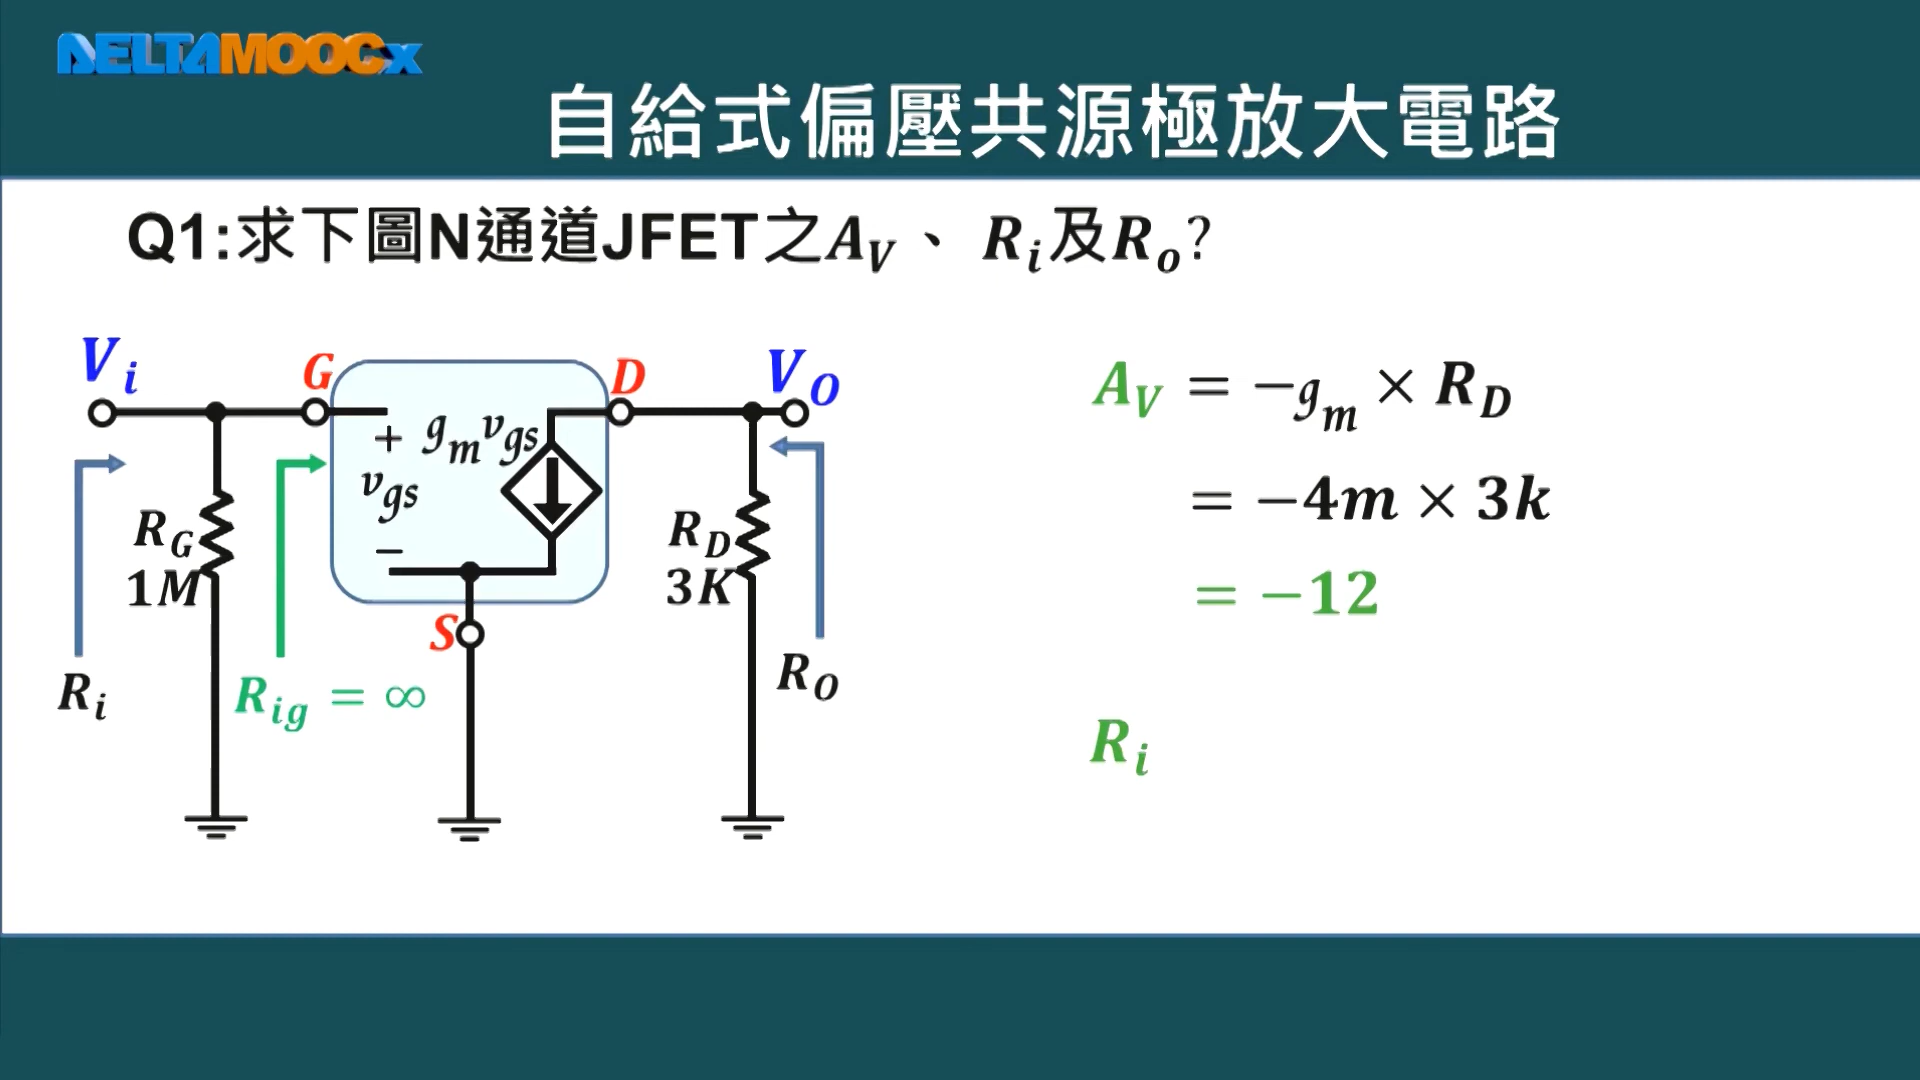 DELTAMOOCx
自給式偏壓共源極放大電路
Q1:求下圖N通道JFET之A_V、 R_i及R_o?
V_i
G
D
V_O
+
g_m v_gs
v_gs
−
R_G
1M
R_D
3K
S
R_i
R_ig = ∞
R_O
A_V = −g_m × R_D
= −4m × 3k
= −12
R_i